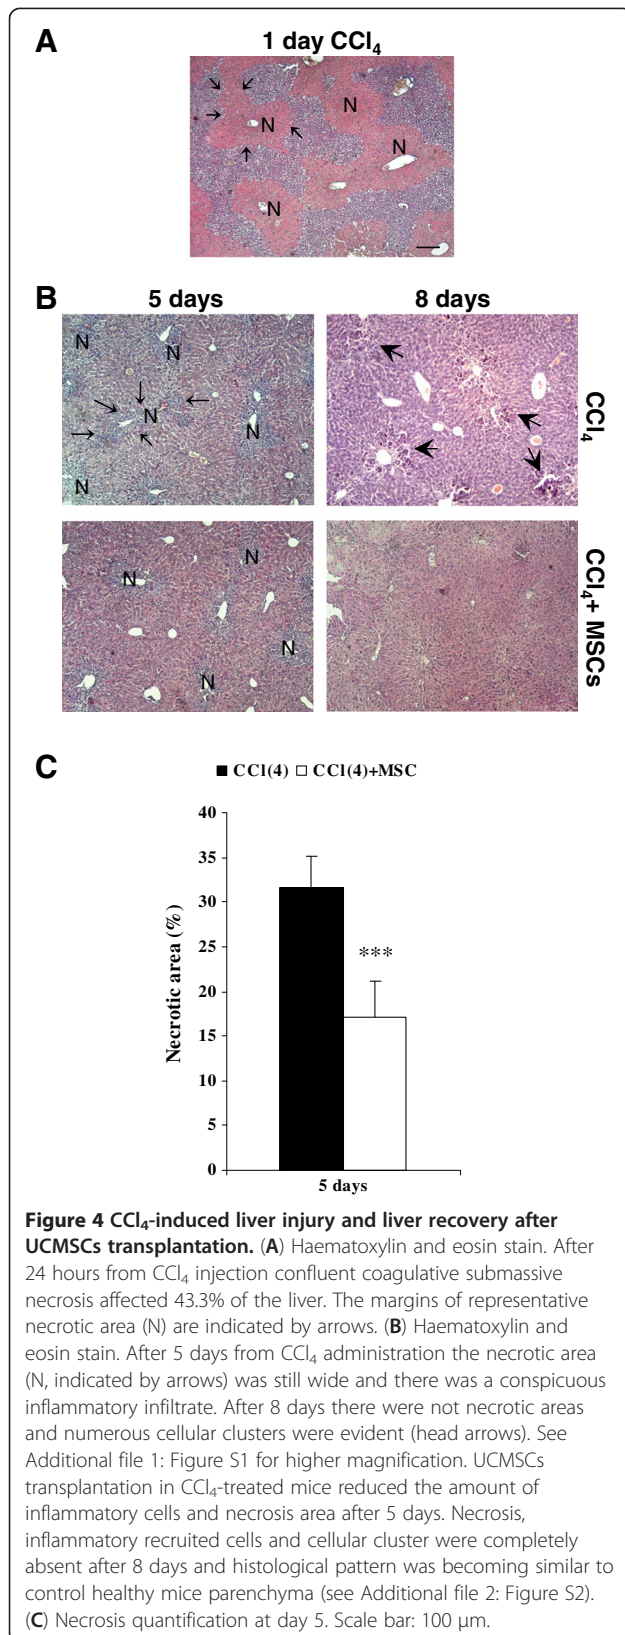 A
1 day CCl₄
N
N
N
N
B
5 days
8 days
N
N
N
N
N
CCl₄
N
N
N
N
CCl₄+ MSCs
C
■ CCl(4) □ CCl(4)+MSC
Necrotic area (%)
40
35
30
25
20
15
10
5
0
***
5 days
Figure 4 CCl₄-induced liver injury and liver recovery after
UCMSCs transplantation. (A) Haematoxylin and eosin stain. After
24 hours from CCl₄ injection confluent coagulative submassive
necrosis affected 43.3% of the liver. The margins of representative
necrotic area (N) are indicated by arrows. (B) Haematoxylin and
eosin stain. After 5 days from CCl₄ administration the necrotic area
(N, indicated by arrows) was still wide and there was a conspicuous
inflammatory infiltrate. After 8 days there were not necrotic areas
and numerous cellular clusters were evident (head arrows). See
Additional file 1: Figure S1 for higher magnification. UCMSCs
transplantation in CCl₄-treated mice reduced the amount of
inflammatory cells and necrosis area after 5 days. Necrosis,
inflammatory recruited cells and cellular cluster were completely
absent after 8 days and histological pattern was becoming similar to
control healthy mice parenchyma (see Additional file 2: Figure S2).
(C) Necrosis quantification at day 5. Scale bar: 100 μm.